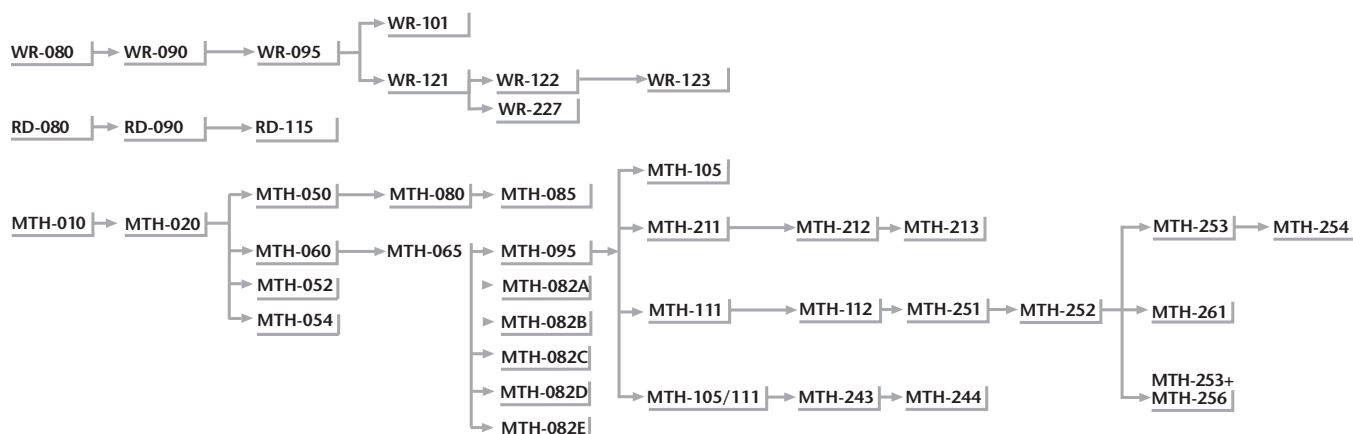 WR-101
WR-080 WR-090 WR-095
WR-121 WR-122 WR-123
WR-227
RD-080 RD-090 RD-115
MTH-105
MTH-050 MTH-080 MTH-085
MTH-010 MTH-020
MTH-211 MTH-212 MTH-213 MTH-253 MTH-254
MTH-060 MTH-065 MTH-095
MTH-052 MTH-082A
MTH-111 MTH-112 MTH-251 MTH-252 MTH-261
MTH-054 MTH-082B
MTH-082C
MTH-253+
MTH-082D MTH-105/111 MTH-243 MTH-244 MTH-256
MTH-082E